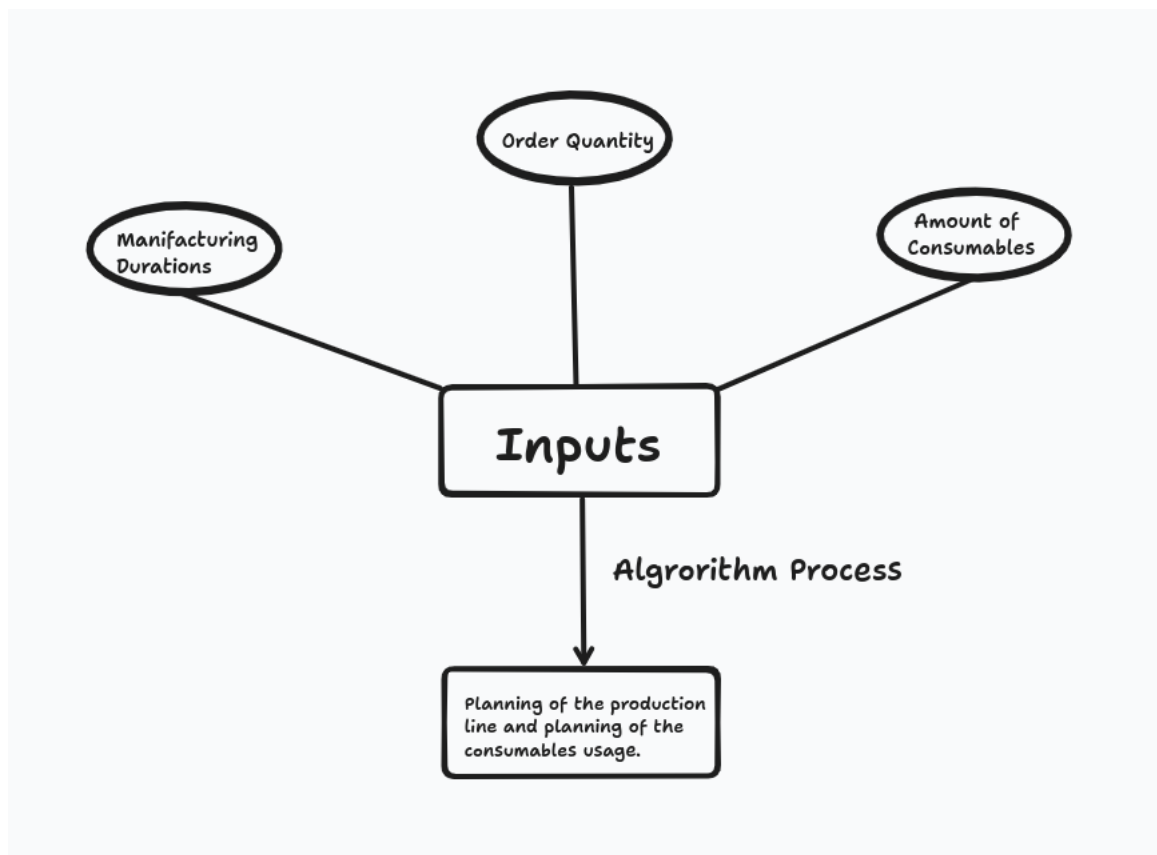 Order Quantity
Manifacturing
Durations
Amount of
Consumables
Inputs
Algrorithm Process
Planning of the production
line and planning of the
consumables usage.